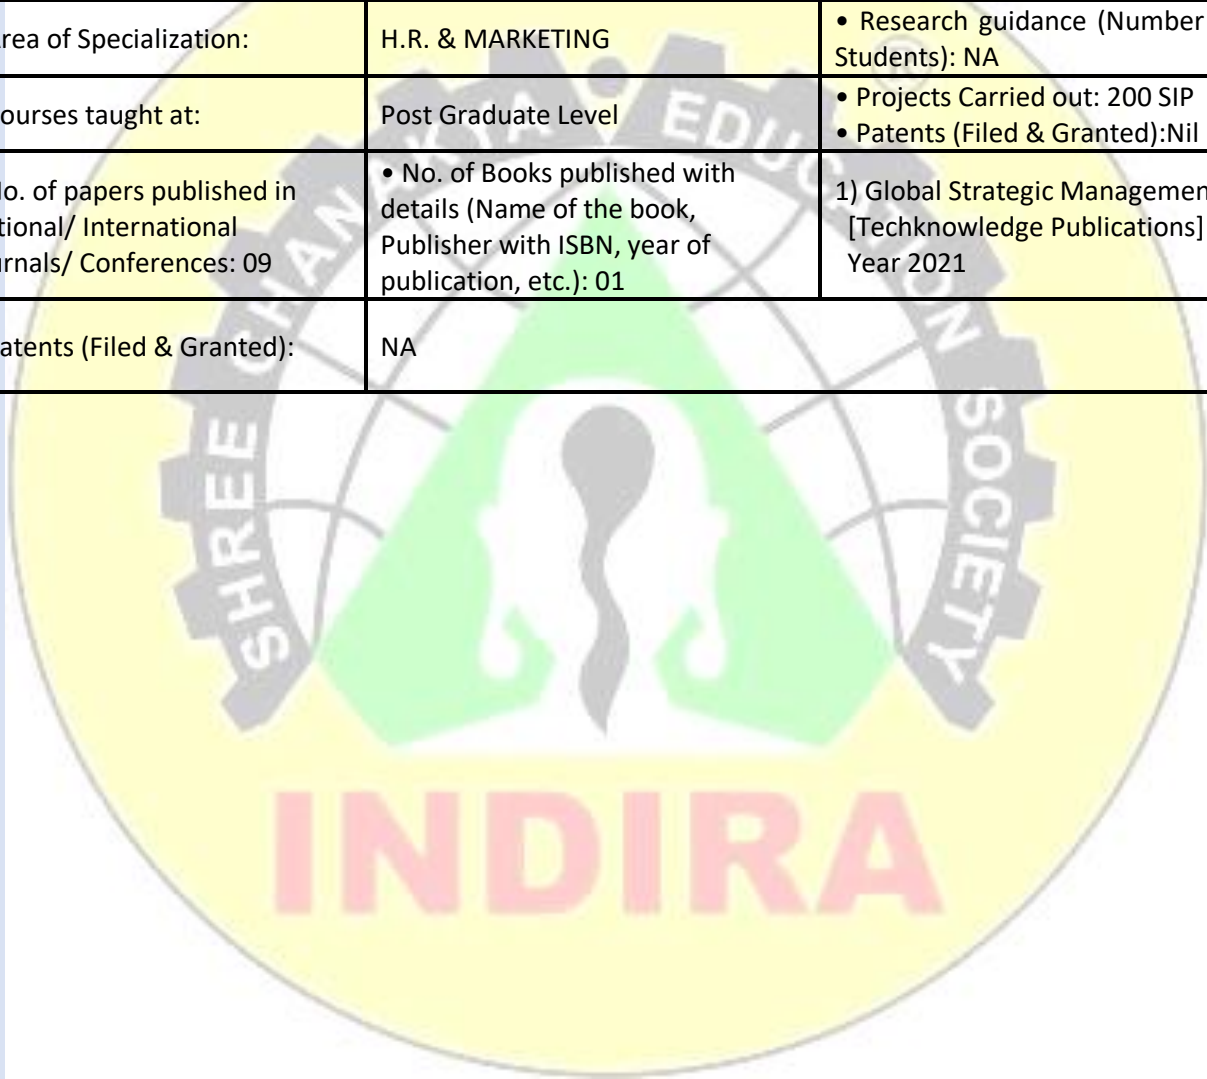 rea of Specialization:
H.R. & MARKETING
• Research guidance (Number
Students): NA
ourses taught at:
Post Graduate Level
• Projects Carried out: 200 SIP
• Patents (Filed & Granted):Nil
o. of papers published in
tional/ International
urnals/ Conferences: 09
• No. of Books published with
details (Name of the book,
Publisher with ISBN, year of
publication, etc.): 01
1) Global Strategic Managemen
[Techknowledge Publications]
Year 2021
atents (Filed & Granted):
NA
SHREE CHANAKYA EDUCATION SOCIETY
®
INDIRA